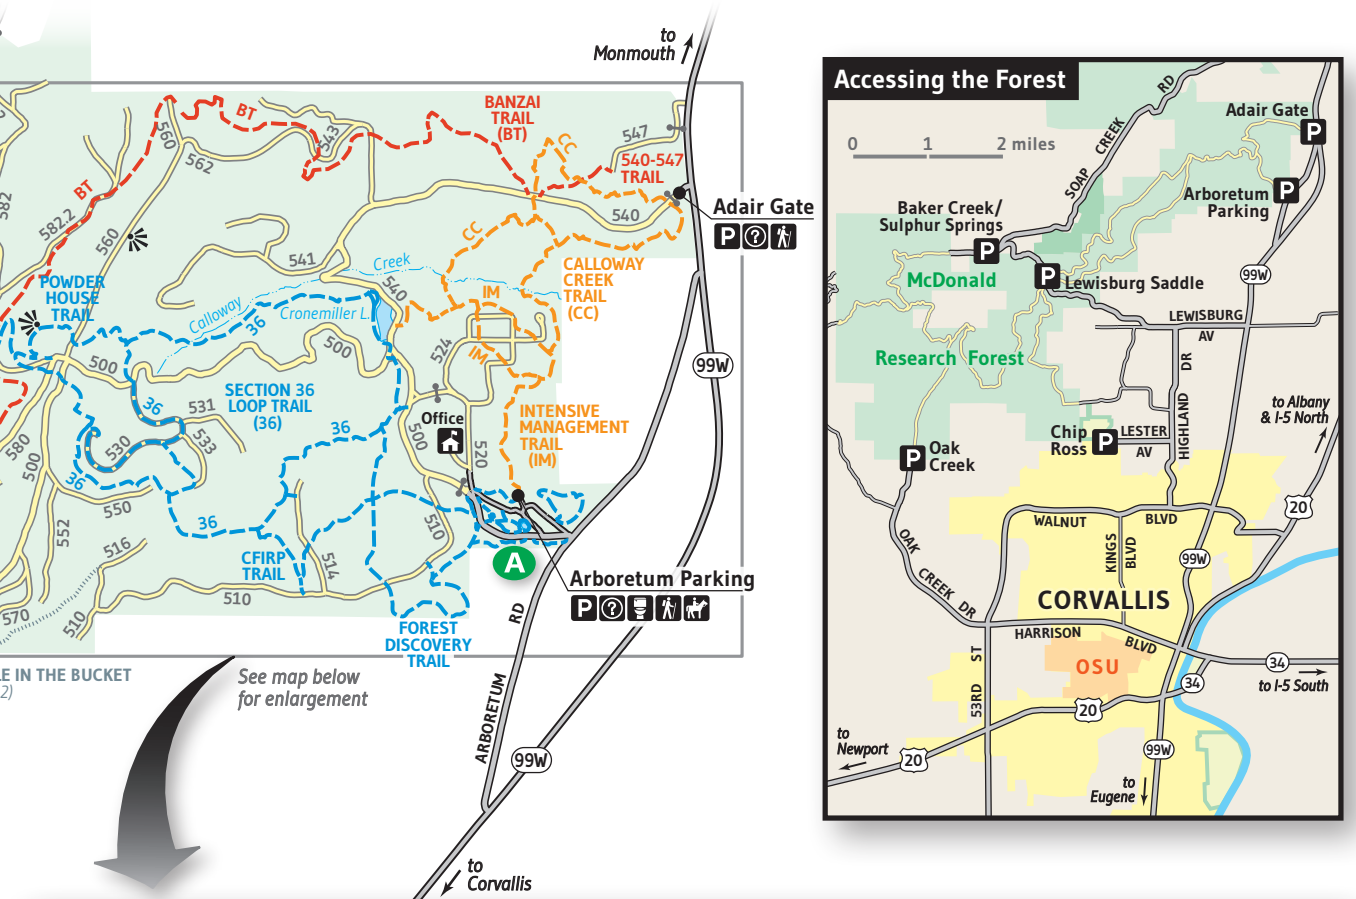 to
Monmouth
BANZAI
TRAIL
(BT)
BT
543
560
562
547
CC
540-547
TRAIL
BT
582
582.2
560
540
Adair Gate
P
CC
541
Creek
CALLOWAY
CREEK
TRAIL
(CC)
POWDER
HOUSE
TRAIL
540
IM
Calloway
36
Cronemiller L.
500
500
524
IM
99W
SECTION 36
LOOP TRAIL
(36)
36
531
Office
INTENSIVE
MANAGEMENT
TRAIL
(IM)
530
533
36
500
520
580
500
36
550
552
36
510
516
CFIRP
TRAIL
514
A
Arboretum Parking
P
510
570
510
FOREST
DISCOVERY
TRAIL
RD
LE IN THE BUCKET
2)
See map below
for enlargement
ARBORETUM
99W
to
Corvallis
Accessing the Forest
0 1 2 miles
SOAP CREEK RD
Adair Gate
P
Arboretum
Parking
P
Baker Creek/
Sulphur Springs
P
McDonald
P
Lewisburg Saddle
99W
LEWISBURG
AV
Research Forest
DR
HIGHLAND
to Albany
& I-5 North
Chip
Ross
P
LESTER
AV
P
Oak
Creek
20
WALNUT BLVD
KINGS
BLVD
OAK
CREEK DR
99W
CORVALLIS
HARRISON BLVD
OSU
53RD ST
34
to I-5 South
34
20
to
Newport
20
99W
to
Eugene